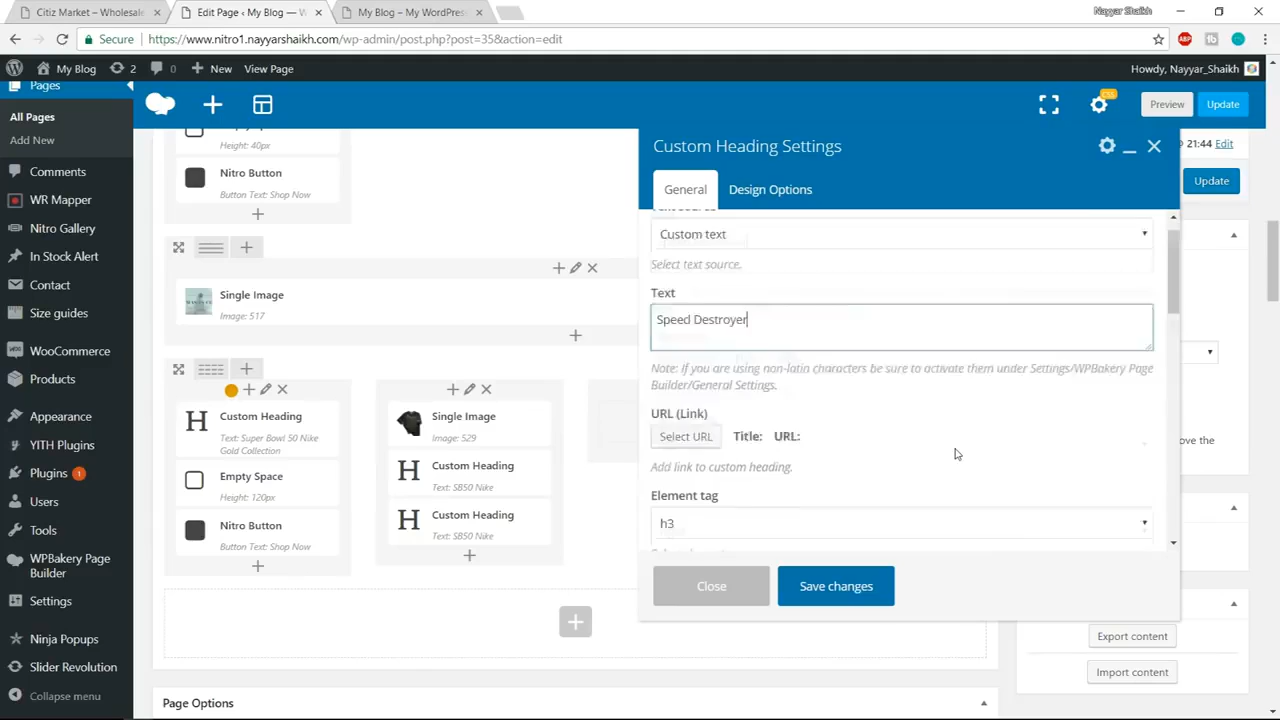 Citiz Market – Wholesale
Edit Page ‹ My Blog — W
My Blog – My WordPres
Nayyar Shaikh
Secure
https://www.nitro1.nayyarshaikh.com/wp-admin/post.php?post=35&action=edit
ABP
My Blog
2
New
View Page
Howdy, Nayyar_Shaikh
Pages
All Pages
Add New
Comments
WR Mapper
Nitro Gallery
In Stock Alert
Contact
Size guides
WooCommerce
Products
Appearance
YITH Plugins
Plugins 1
Users
Tools
WPBakery Page
Builder
Settings
Ninja Popups
Slider Revolution
Collapse menu
CSS
Preview
Update
21:44 Edit
Update
Height: 40px
Nitro Button
Button Text: Shop Now
Single Image
Image: 517
Custom Heading
Text: Super Bowl 50 Nike
Gold Collection
Empty Space
Height: 120px
Nitro Button
Button Text: Shop Now
Single Image
Image: 529
Custom Heading
Text: SB50 Nike
Custom Heading
Text: SB50 Nike
Page Options
Custom Heading Settings
General
Design Options
Custom text
Select text source.
Text
Speed Destroyer
Note: If you are using non-latin characters be sure to activate them under Settings/WPBakery Page
Builder/General Settings.
URL (Link)
Select URL
Title: URL:
Add link to custom heading.
Element tag
h3
Close
Save changes
ove the
Export content
Import content